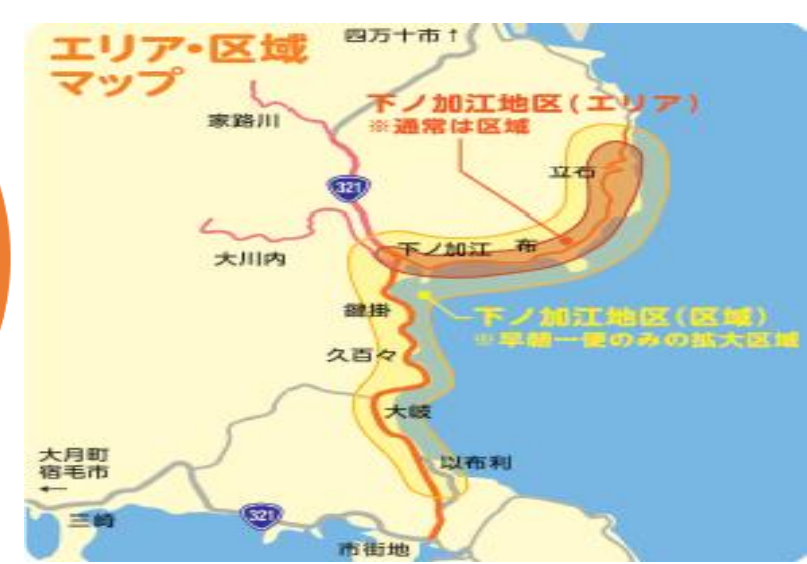 エリア・区域
マップ
四万十市↑
下ノ加江地区(エリア)
※通常は区域
家路川
立石
321
下ノ加江
布
大川内
鍵掛
下ノ加江地区(区域)
※早朝一便のみの拡大区域
久百々
大岐
大月町
宿毛市
←
以布利
三崎
321
市街地